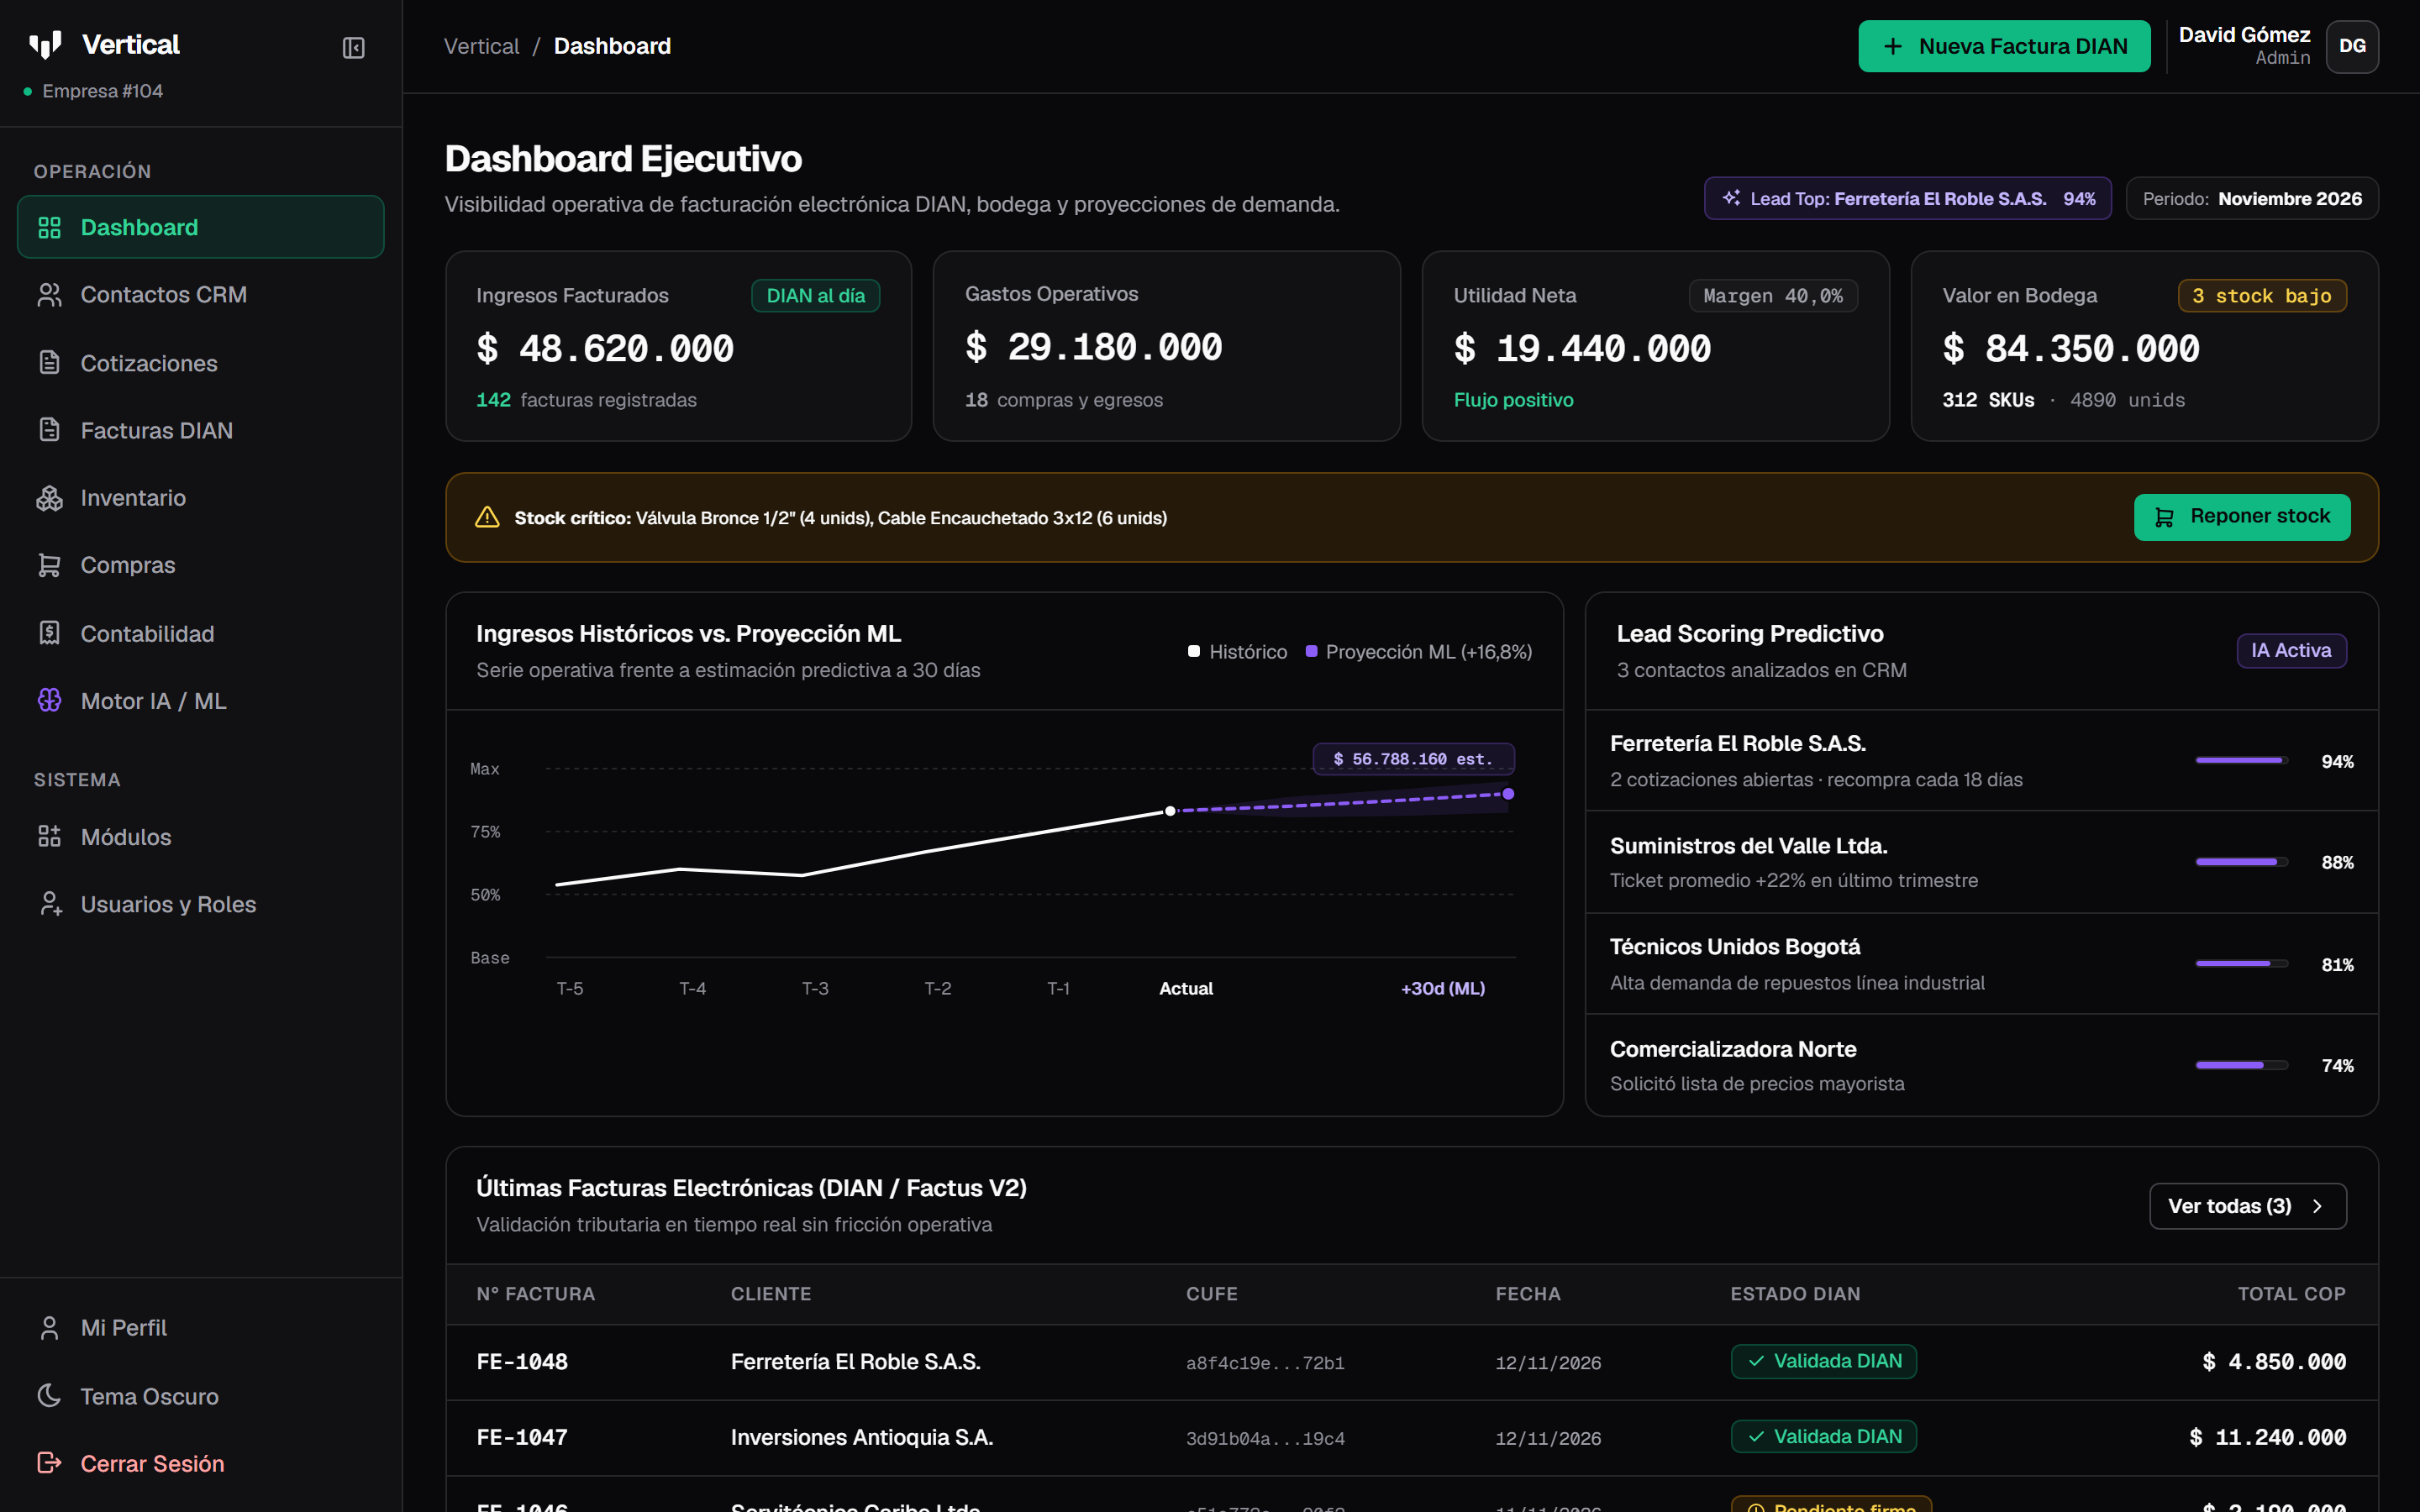 Vertical
Empresa #104
OPERACIÓN
Dashboard
Contactos CRM
Cotizaciones
Facturas DIAN
Inventario
Compras
Contabilidad
Motor IA / ML
SISTEMA
Módulos
Usuarios y Roles
Mi Perfil
Tema Oscuro
Cerrar Sesión
Vertical / Dashboard
Nueva Factura DIAN
David Gómez
Admin
DG
Dashboard Ejecutivo
Visibilidad operativa de facturación electrónica DIAN, bodega y proyecciones de demanda.
Lead Top: Ferretería El Roble S.A.S. 94%
Periodo: Noviembre 2026
Ingresos Facturados
DIAN al día
$ 48.620.000
142 facturas registradas
Gastos Operativos
$ 29.180.000
18 compras y egresos
Utilidad Neta
Margen 40,0%
$ 19.440.000
Flujo positivo
Valor en Bodega
3 stock bajo
$ 84.350.000
312 SKUs · 4890 unids
Stock crítico: Válvula Bronce 1/2" (4 unids), Cable Encauchetado 3x12 (6 unids)
Reponer stock
Ingresos Históricos vs. Proyección ML
Serie operativa frente a estimación predictiva a 30 días
Histórico
Proyección ML (+16,8%)
$ 56.788.160 est.
Max
75%
50%
Base
T-5
T-4
T-3
T-2
T-1
Actual
+30d (ML)
Lead Scoring Predictivo
3 contactos analizados en CRM
IA Activa
Ferretería El Roble S.A.S.
2 cotizaciones abiertas · recompra cada 18 días
94%
Suministros del Valle Ltda.
Ticket promedio +22% en último trimestre
88%
Técnicos Unidos Bogotá
Alta demanda de repuestos línea industrial
81%
Comercializadora Norte
Solicitó lista de precios mayorista
74%
Últimas Facturas Electrónicas (DIAN / Factus V2)
Validación tributaria en tiempo real sin fricción operativa
Ver todas (3)
N° FACTURA CLIENTE CUFE FECHA ESTADO DIAN TOTAL COP
FE-1048 Ferretería El Roble S.A.S. a8f4c19e...72b1 12/11/2026 Validada DIAN $ 4.850.000
FE-1047 Inversiones Antioquia S.A. 3d91b04a...19c4 12/11/2026 Validada DIAN $ 11.240.000
FE-1046 Pendiente firma